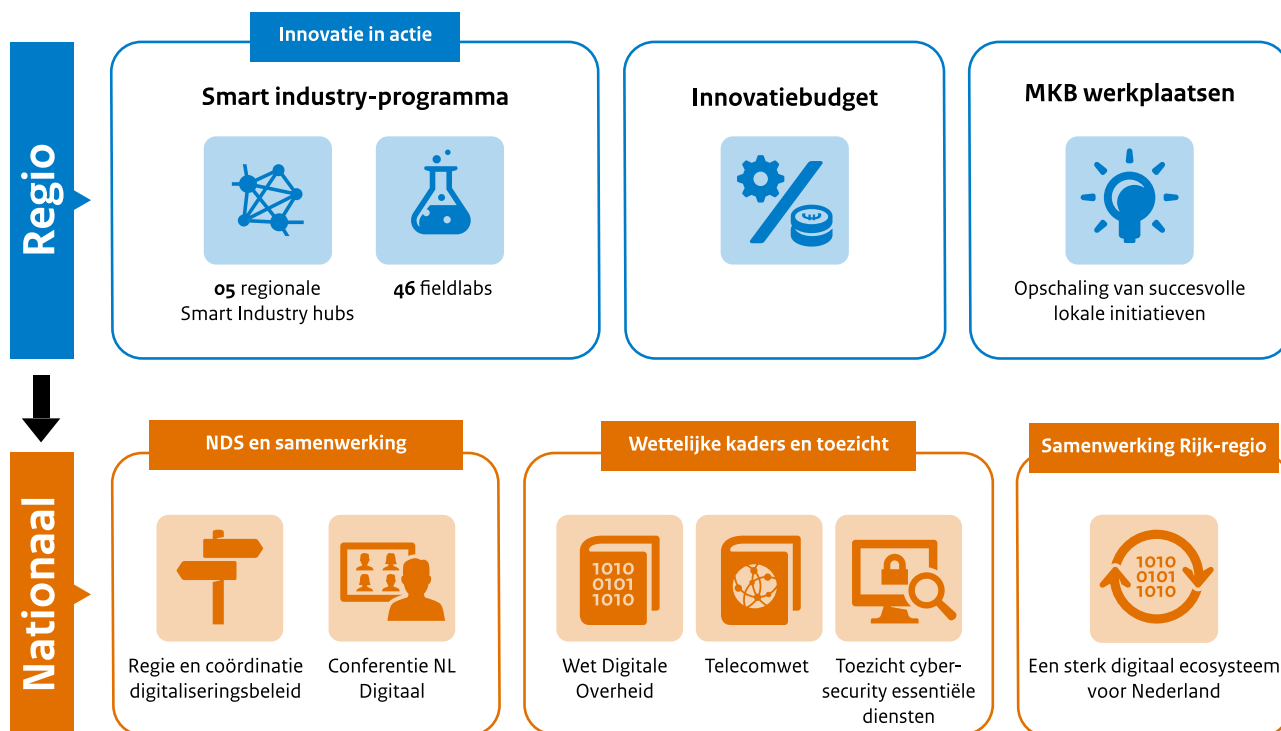 Regio
Innovatie in actie
Smart industry-programma
05 regionale
Smart Industry hubs
46 fieldlabs
Innovatiebudget
MKB werkplaatsen
Opschaling van succesvolle
lokale initiatieven
Nationaal
NDS en samenwerking
Regie en coördinatie
digitaliseringsbeleid
Conferentie NL
Digitaal
Wettelijke kaders en toezicht
1010
0101
1010
Wet Digitale
Overheid
Telecomwet
Toezicht cyber-
security essentiële
diensten
Samenwerking Rijk-regio
1010
0101
1010
Een sterk digitaal ecosysteem
voor Nederland